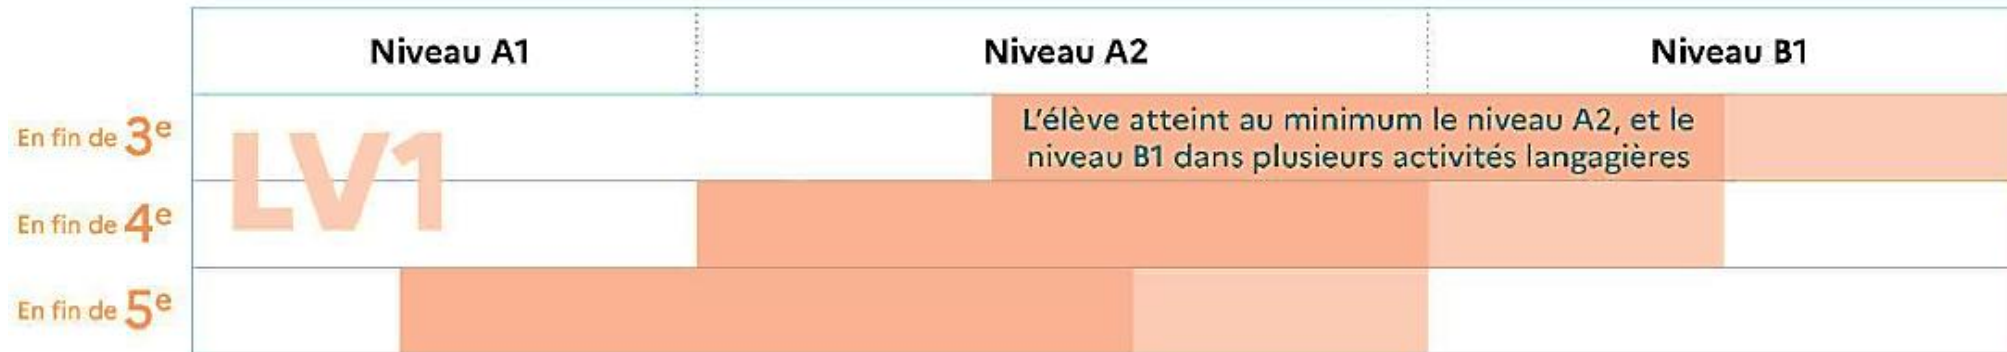 Niveau A1 Niveau A2 Niveau B1
En fin de 3e
LV1
L'élève atteint au minimum le niveau A2, et le
niveau B1 dans plusieurs activités langagières
En fin de 4e
En fin de 5e